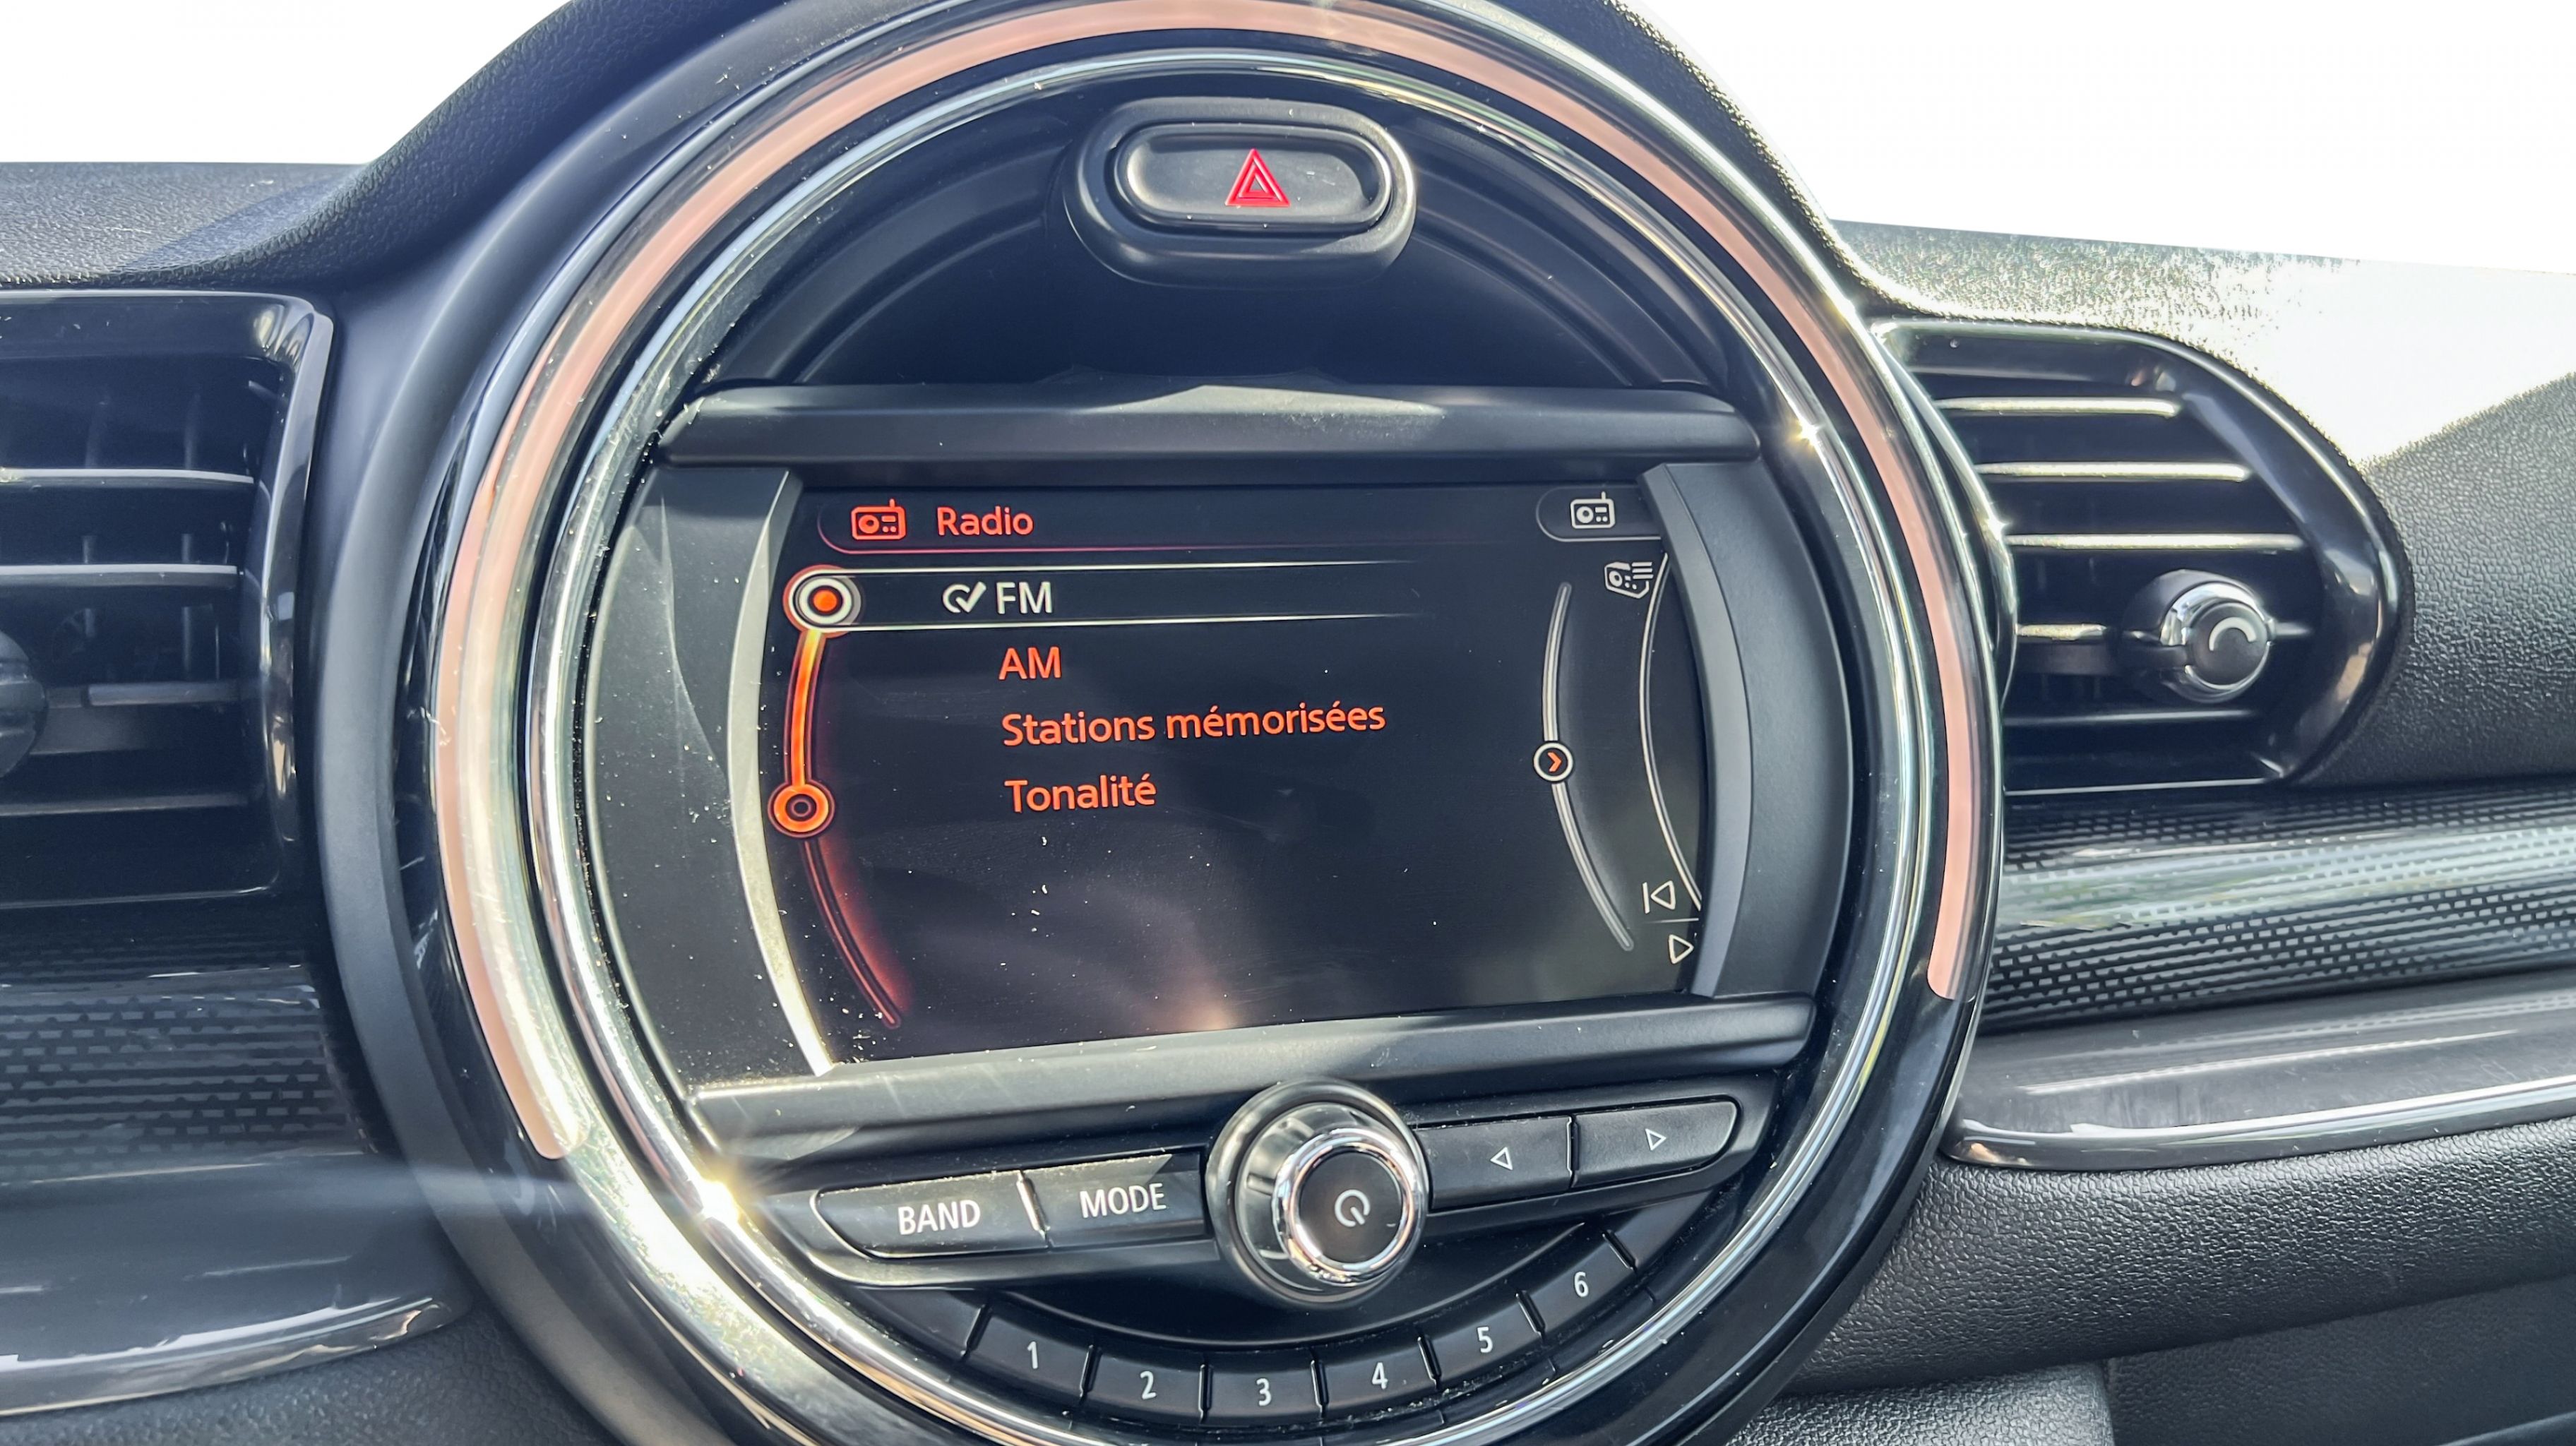 Radio
FM
AM
Stations mémorisées
Tonalité
BAND MODE
1 2 3 4 5 6